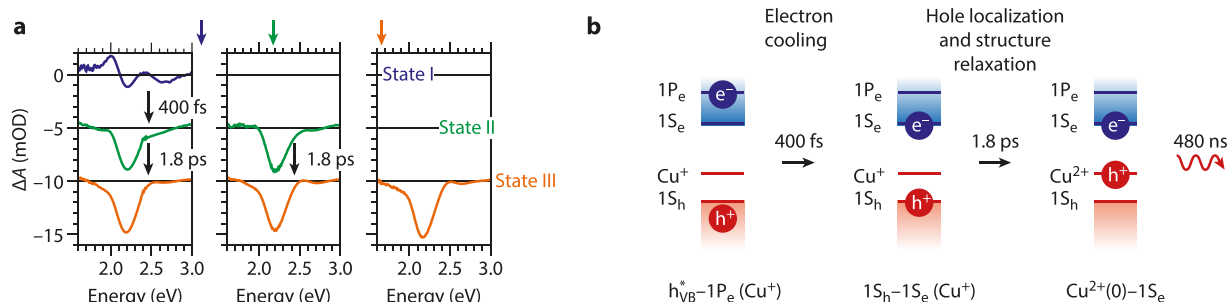 a
0
−5
−10
−15
ΔA (mOD)
State I
400 fs
State II
1.8 ps
1.8 ps
State III
2.0 2.5 3.0
2.0 2.5 3.0
2.0 2.5 3.0
Energy (eV)
Energy (eV)
Energy (eV)
b
Electron
cooling
Hole localization
and structure
relaxation
1Pe
e−
1Se
Cu+
1Sh
h+
400 fs
1Pe
1Se
e−
Cu+
1Sh
h+
1.8 ps
1Pe
1Se
e−
Cu2+
h+
1Sh
480 ns
h*VB–1Pe (Cu+)
1Sh–1Se (Cu+)
Cu2+(0)–1Se